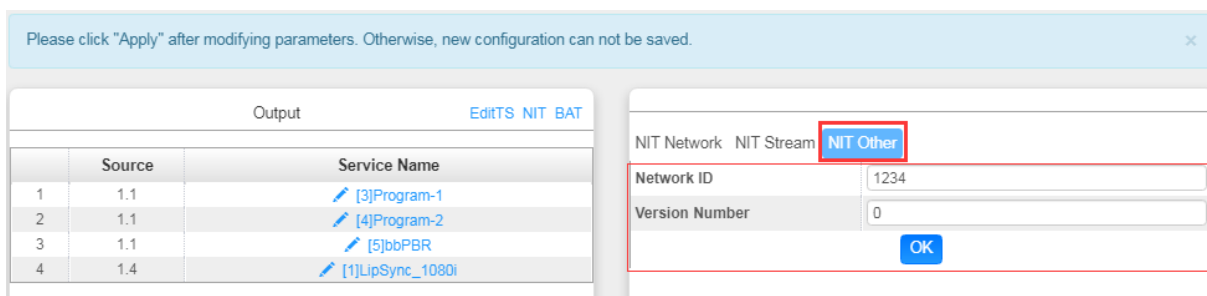 Please click "Apply" after modifying parameters. Otherwise, new configuration can not be saved. ×
Output EditTS NIT BAT
Source Service Name
1 1.1 [3]Program-1
2 1.1 [4]Program-2
3 1.1 [5]bbPBR
4 1.4 [1]LipSync_1080i
NIT Network NIT Stream NIT Other
Network ID 1234
Version Number 0
OK